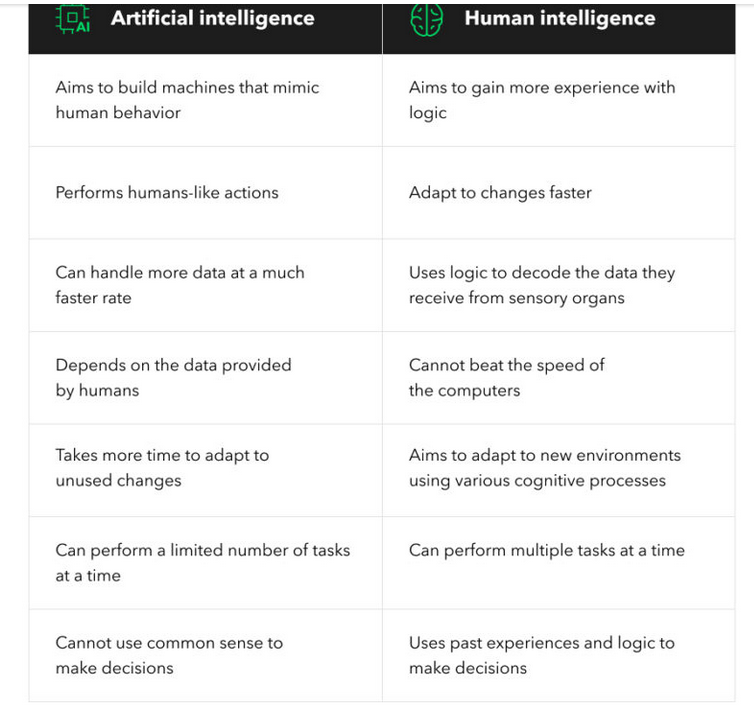 AI Artificial intelligence
Human intelligence
Aims to build machines that mimic
human behavior
Aims to gain more experience with
logic
Performs humans-like actions
Adapt to changes faster
Can handle more data at a much
faster rate
Uses logic to decode the data they
receive from sensory organs
Depends on the data provided
by humans
Cannot beat the speed of
the computers
Takes more time to adapt to
unused changes
Aims to adapt to new environments
using various cognitive processes
Can perform a limited number of tasks
at a time
Can perform multiple tasks at a time
Cannot use common sense to
make decisions
Uses past experiences and logic to
make decisions